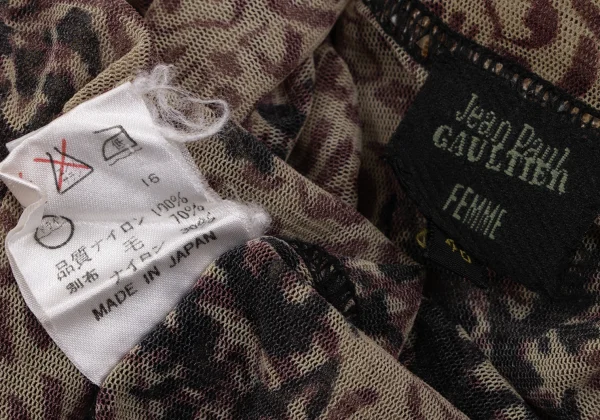 16
品質 ナイロン 100%
毛 70%
別布 ナイロン 30%
MADE IN JAPAN
Jean Paul
GAULTIER
FEMME
40